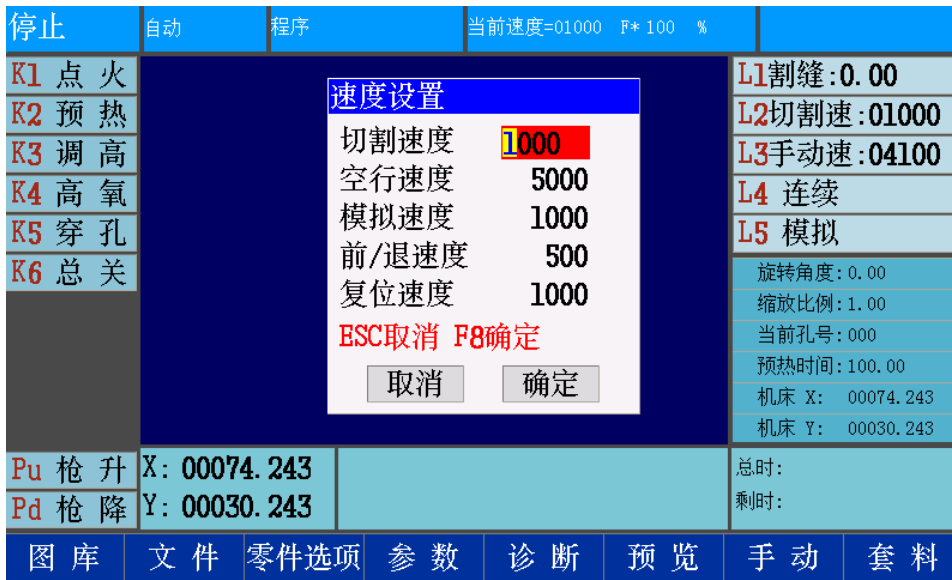 停止 自动 程序 当前速度=01000 F* 100 %
K1 点 火
K2 预 热
K3 调 高
K4 高 氧
K5 穿 孔
K6 总 关
速度设置
切割速度 1000
空行速度 5000
模拟速度 1000
前/退速度 500
复位速度 1000
ESC取消 F8确定
取消 确定
L1割缝:0.00
L2切割速:01000
L3手动速:04100
L4 连续
L5 模拟
旋转角度:0.00
缩放比例:1.00
当前孔号:000
预热时间:100.00
机床 X: 00074.243
机床 Y: 00030.243
Pu 枪 升 X: 00074.243
Pd 枪 降 Y: 00030.243
总时:
剩时:
图 库 文 件 零件选项 参 数 诊 断 预 览 手 动 套 料